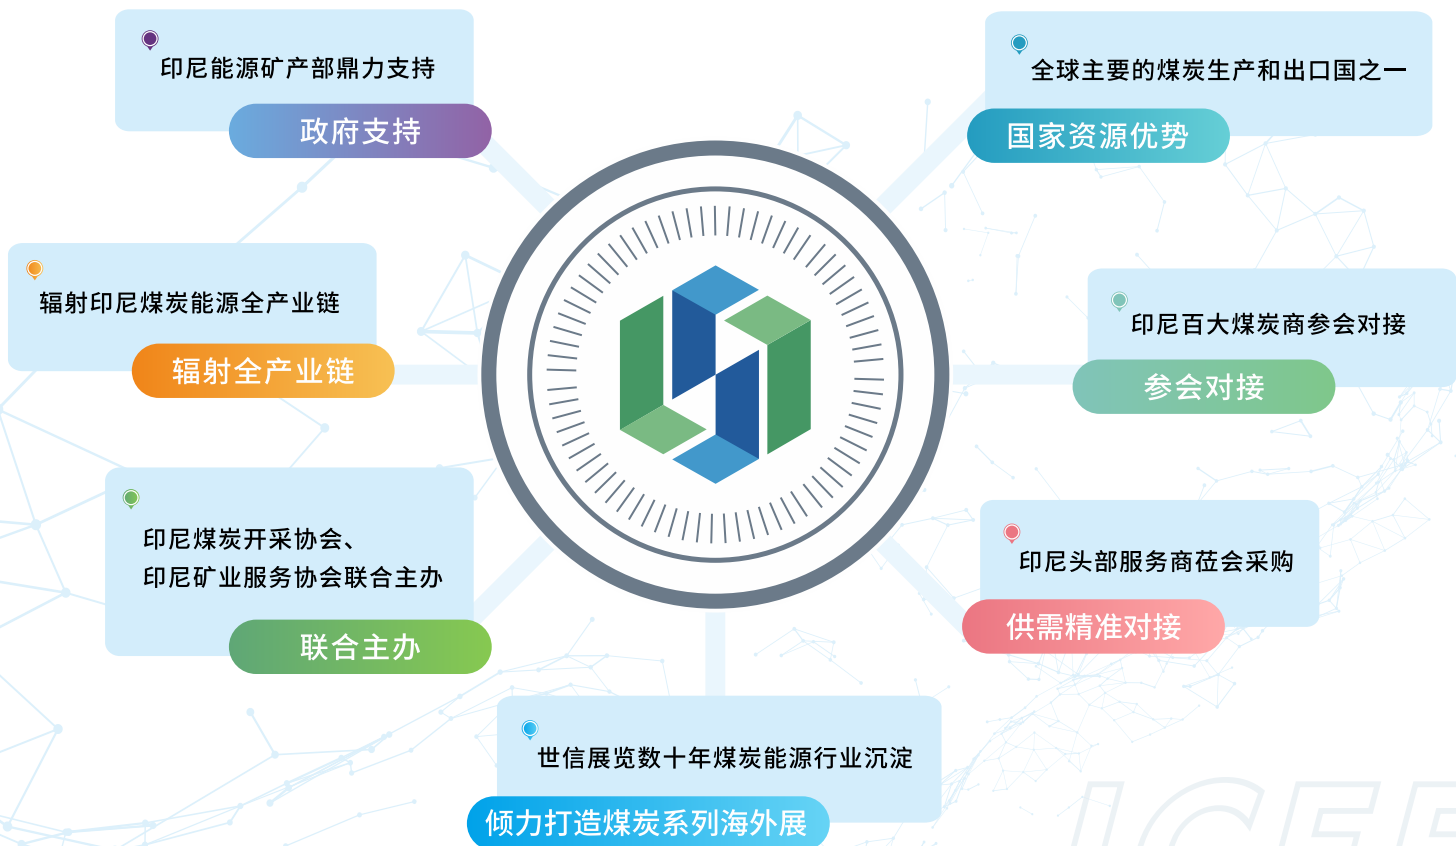 印尼能源矿产部鼎力支持
政府支持
全球主要的煤炭生产和出口国之一
国家资源优势
辐射印尼煤炭能源全产业链
辐射全产业链
印尼百大煤炭商参会对接
参会对接
印尼煤炭开采协会、
印尼矿业服务协会联合主办
联合主办
印尼头部服务商莅会采购
供需精准对接
世信展览数十年煤炭能源行业沉淀
倾力打造煤炭系列海外展